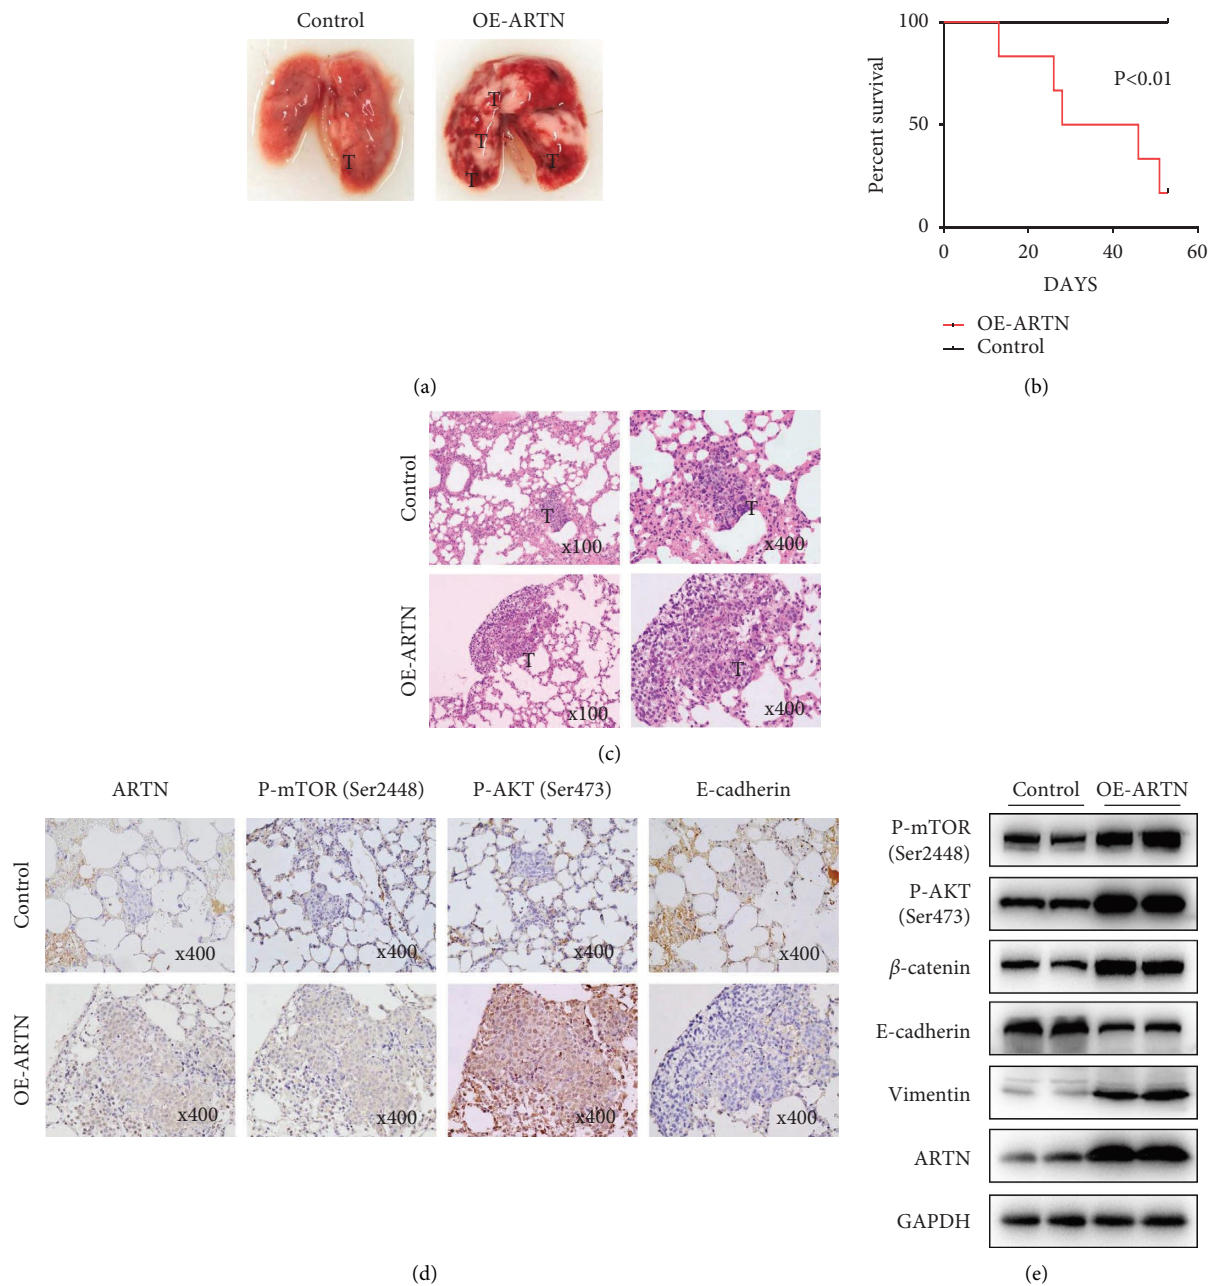 Control
OE-ARTN
T
T
T
T
T
(a)
100
50
0
Percent survival
P<0.01
0
20
40
60
DAYS
OE-ARTN
Control
(b)
Control
T
x100
T
x400
OE-ARTN
T
x100
T
x400
(c)
ARTN
P-mTOR (Ser2448)
P-AKT (Ser473)
E-cadherin
Control
x400
x400
x400
x400
OE-ARTN
x400
x400
x400
x400
(d)
Control
OE-ARTN
P-mTOR
(Ser2448)
P-AKT
(Ser473)
β-catenin
E-cadherin
Vimentin
ARTN
GAPDH
(e)